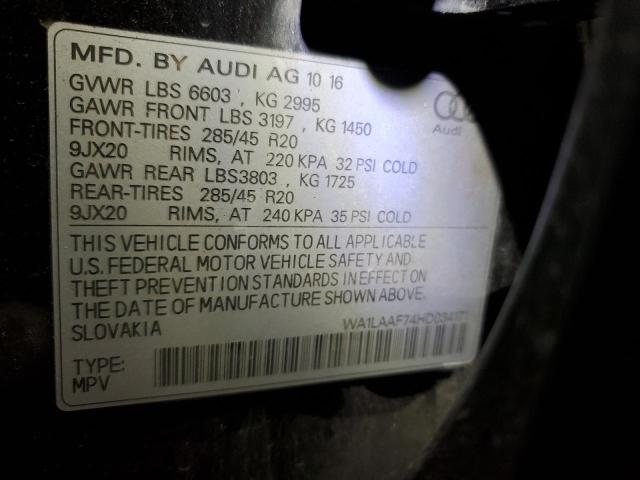 MFD. BY AUDI AG 10 16
GVWR LBS 6603 , KG 2995
GAWR FRONT LBS 3197 , KG 1450
FRONT-TIRES 285/45 R20
9JX20 RIMS, AT 220 KPA 32 PSI COLD
GAWR REAR LBS3803 , KG 1725
REAR-TIRES 285/45 R20
9JX20 RIMS, AT 240 KPA 35 PSI COLD
Audi
THIS VEHICLE CONFORMS TO ALL APPLICABLE
U.S. FEDERAL MOTOR VEHICLE SAFETY AND
THEFT PREVENTION STANDARDS IN EFFECT ON
THE DATE OF MANUFACTURE SHOWN ABOVE.
SLOVAKIA
WA1LAAF74HD034171
TYPE:
MPV